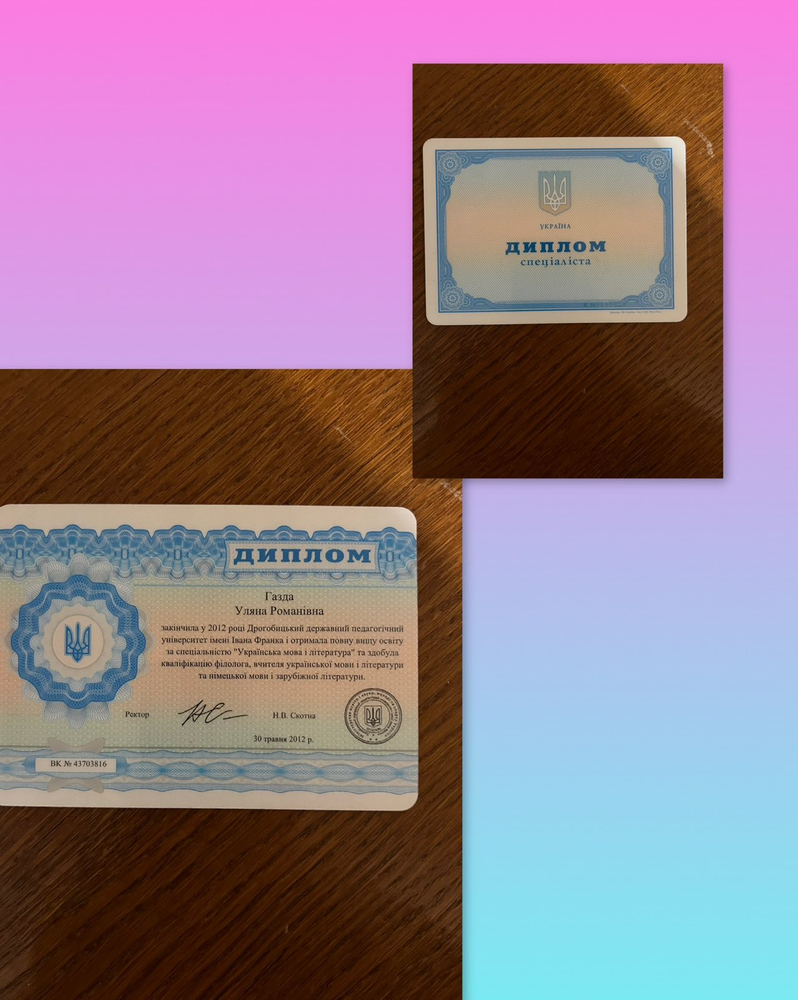 УКРАЇНА
ДИПЛОМ
спеціаліста
ДИПЛОМ
Газда
Уляна Романівна
закінчила у 2012 році Дрогобицький державний педагогічний
університет імені Івана Франка і отримала повну вищу освіту
за спеціальністю "Українська мова і література" та здобула
кваліфікацію філолога, вчителя української мови і літератури
та німецької мови і зарубіжної літератури.
Ректор
Н.В. Скотна
30 травня 2012 р.
ВК № 43703816